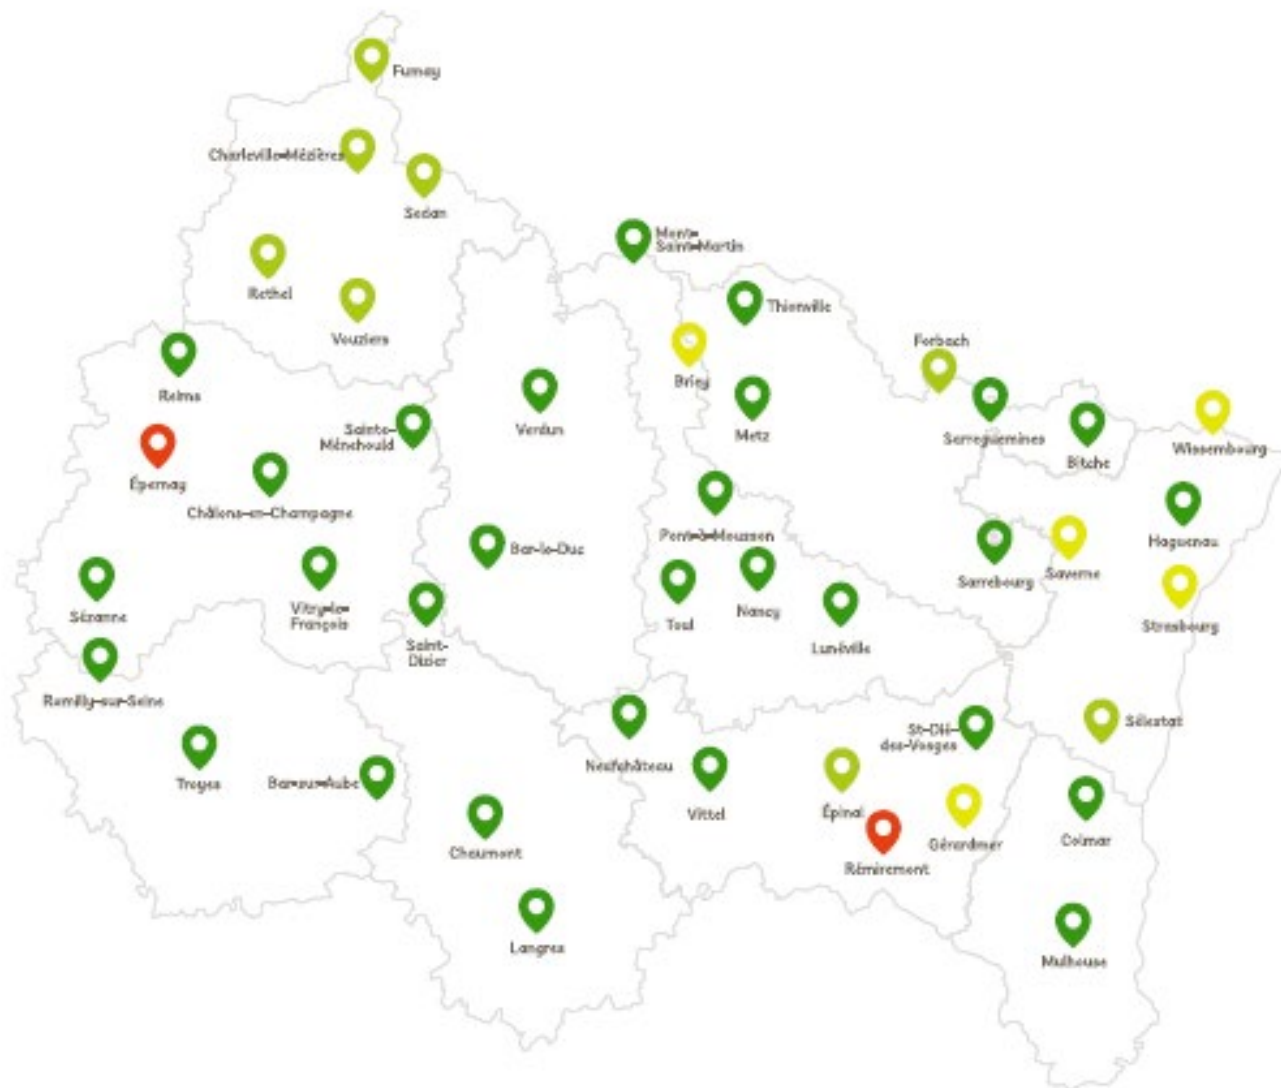 Fumay
Charleville-Mézières
Sedan
Mont-
Saint-Martin
Rethel
Thionville
Vouziers
Forbach
Reims
Briey
Sainte-
Ménehould
Verdun
Metz
Sarreguemines
Bitche
Wissembourg
Épernay
Châlons-en-Champagne
Pont-à-Mousson
Haguenau
Bar-le-Duc
Sarrebourg
Saverne
Sézanne
Vitry-le-
François
Toul
Nancy
Strasbourg
Saint-
Dizier
Lunéville
Romilly-sur-Seine
St-Dié-
des-Vosges
Sélestat
Neufchâteau
Troyes
Bar-sur-Aube
Vittel
Épinal
Gérardmer
Colmar
Chaumont
Rémiremont
Langres
Mulhouse